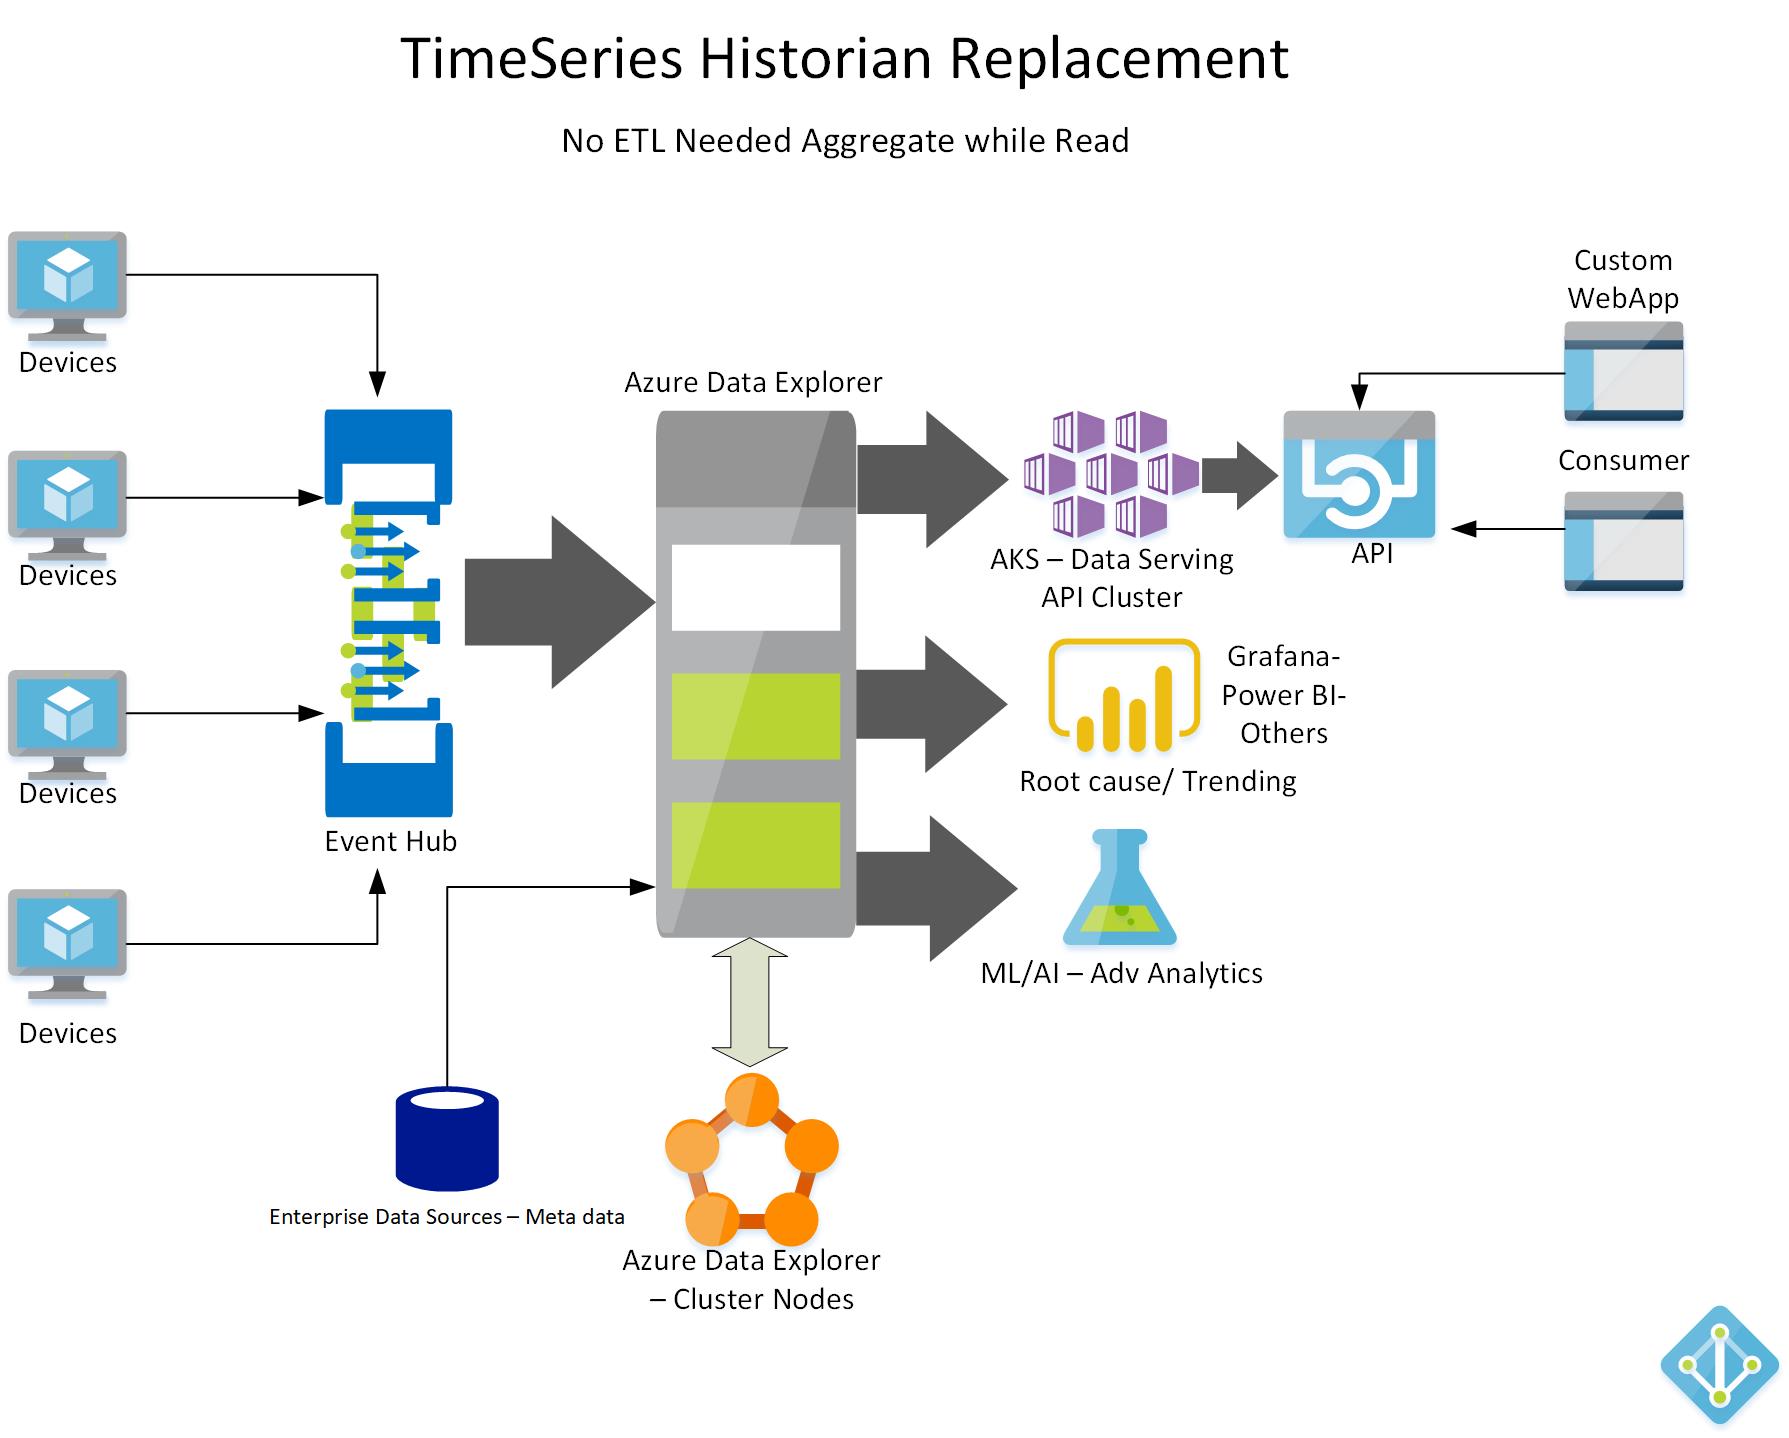 TimeSeries Historian Replacement
No ETL Needed Aggregate while Read
Devices
Devices
Devices
Devices
Event Hub
Enterprise Data Sources – Meta data
Azure Data Explorer
Azure Data Explorer
– Cluster Nodes
AKS – Data Serving
API Cluster
Grafana-
Power BI-
Others
Root cause/ Trending
ML/AI – Adv Analytics
API
Custom
WebApp
Consumer